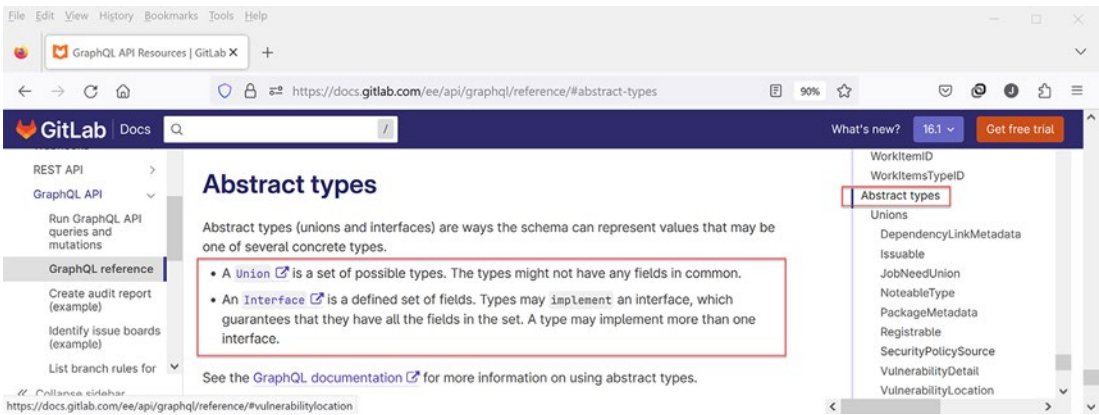 File Edit View History Bookmarks Tools Help
GraphQL API Resources | GitLab X +
https://docs.gitlab.com/ee/api/graphql/reference/#abstract-types 90%
GitLab Docs / What's new? 16.1 Get free trial
REST API
GraphQL API
Run GraphQL API
queries and
mutations
GraphQL reference
Create audit report
(example)
Identify issue boards
(example)
List branch rules for
Collapse sidebar
Abstract types
Abstract types (unions and interfaces) are ways the schema can represent values that may be
one of several concrete types.
• A Union is a set of possible types. The types might not have any fields in common.
• An Interface is a defined set of fields. Types may implement an interface, which
guarantees that they have all the fields in the set. A type may implement more than one
interface.
See the GraphQL documentation for more information on using abstract types.
WorkItemID
WorkItemsTypeID
Abstract types
Unions
DependencyLinkMetadata
Issuable
JobNeedUnion
NoteableType
PackageMetadata
Registrable
SecurityPolicySource
VulnerabilityDetail
VulnerabilityLocation
https://docs.gitlab.com/ee/api/graphql/reference/#vulnerabilitylocation